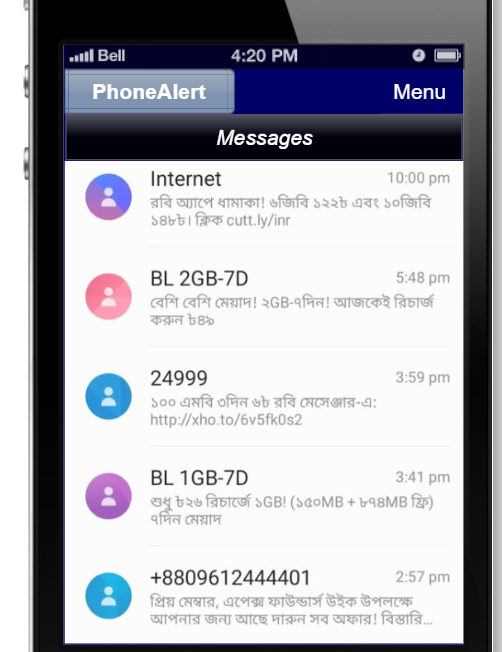 Bell 4:20 PM
PhoneAlert Menu
Messages
Internet 10:00 pm
রবি অ্যাপে ধামাকা! ৬জিবি ১২২৳ এবং ১০জিবি
১৪৮৳। ক্লিক cutt.ly/inr
BL 2GB-7D 5:48 pm
বেশি বেশি মেয়াদ! ২GB-৭দিন! আজকেই রিচার্জ
করুন ৳৪৯
24999 3:59 pm
১০০ এমবি ৩দিন ৬৳ রবি মেসেঞ্জার-এ:
http://xho.to/6v5fk0s2
BL 1GB-7D 3:41 pm
শুধু ৳২৬ রিচার্জে ১GB! (১৫০MB + ৮৭৪MB ফ্রি)
৭দিন মেয়াদ
+8809612444401 2:57 pm
প্রিয় মেম্বার, এপেক্স ফাউন্ডার্স উইক উপলক্ষে
আপনার জন্য আছে দারুন সব অফার! বিস্তারি...